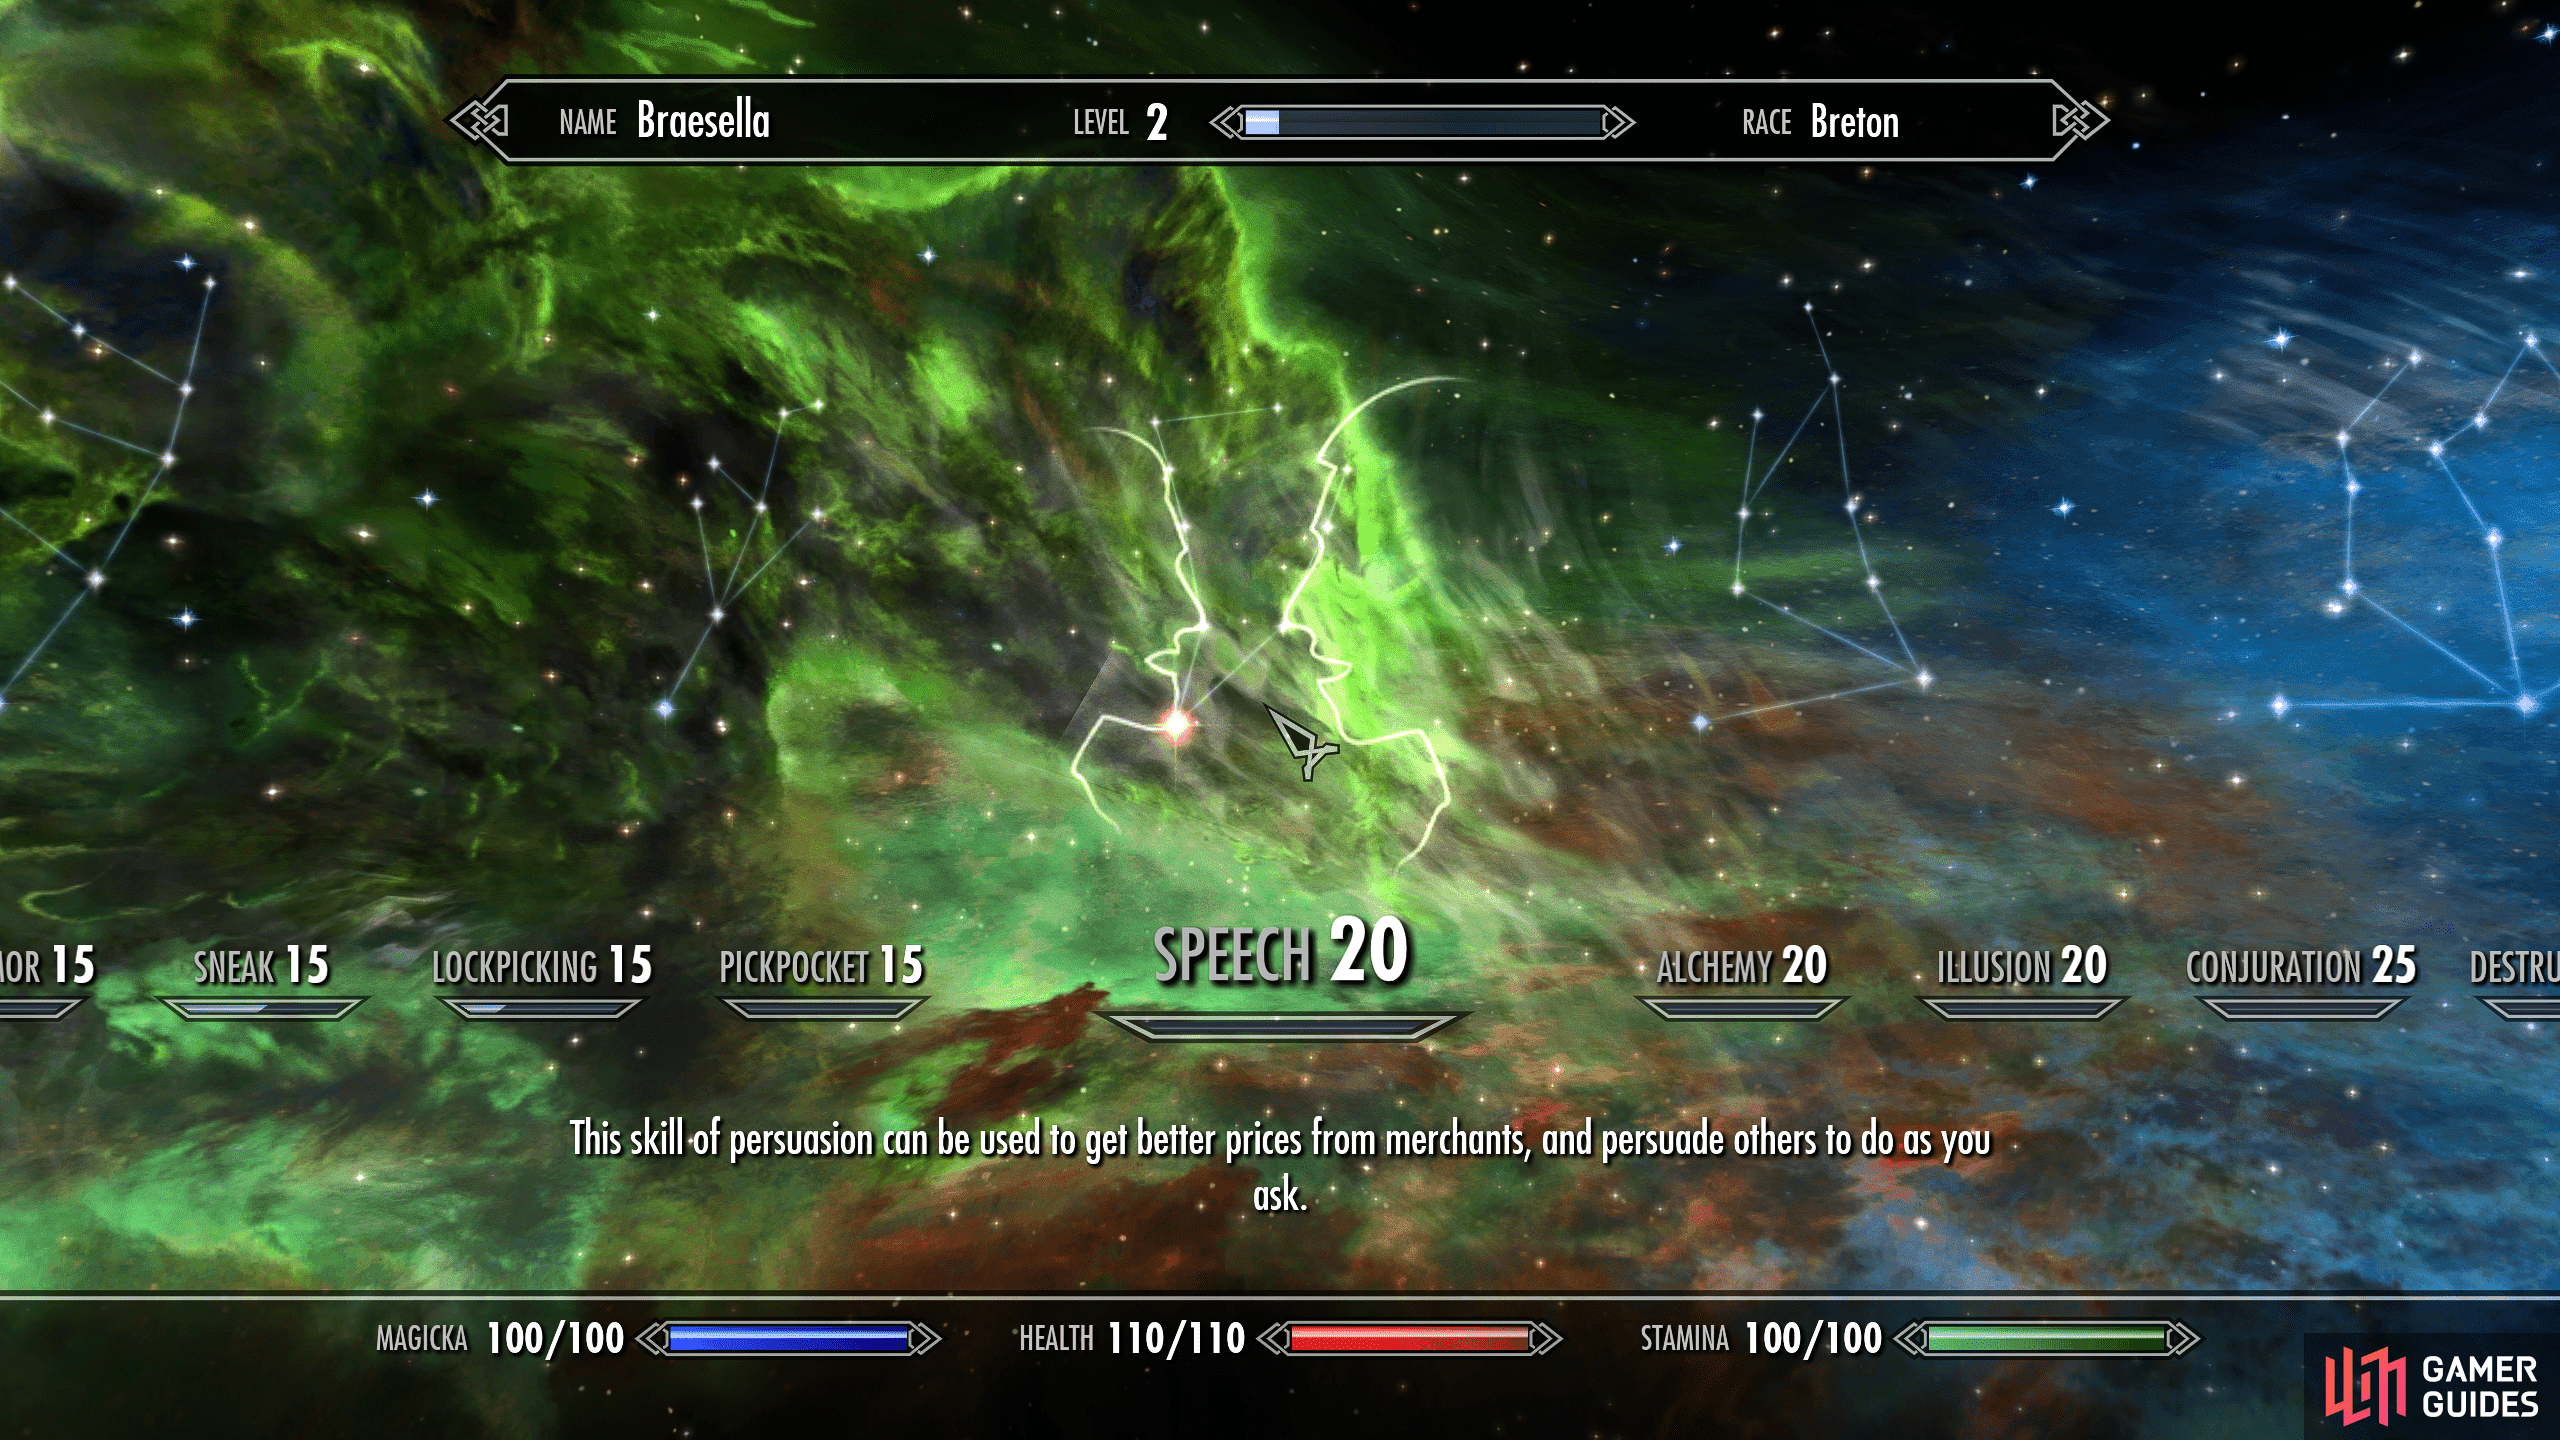 NAME Braesella LEVEL 2 RACE Breton
MOR 15 SNEAK 15 LOCKPICKING 15 PICKPOCKET 15 SPEECH 20 ALCHEMY 20 ILLUSION 20 CONJURATION 25 DESTRU
This skill of persuasion can be used to get better prices from merchants, and persuade others to do as you
ask.
MAGICKA 100/100 HEALTH 110/110 STAMINA 100/100
GAMER
GUIDES